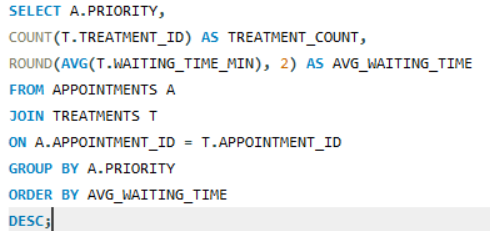 SELECT A.PRIORITY,
COUNT(T.TREATMENT_ID) AS TREATMENT_COUNT,
ROUND(AVG(T.WAITING_TIME_MIN), 2) AS AVG_WAITING_TIME
FROM APPOINTMENTS A
JOIN TREATMENTS T
ON A.APPOINTMENT_ID = T.APPOINTMENT_ID
GROUP BY A.PRIORITY
ORDER BY AVG_WAITING_TIME
DESC;